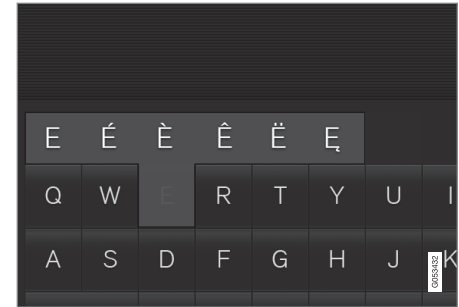 E É È Ê Ë Ę
Q W E R T Y U I
A S D F G H J K
G053432